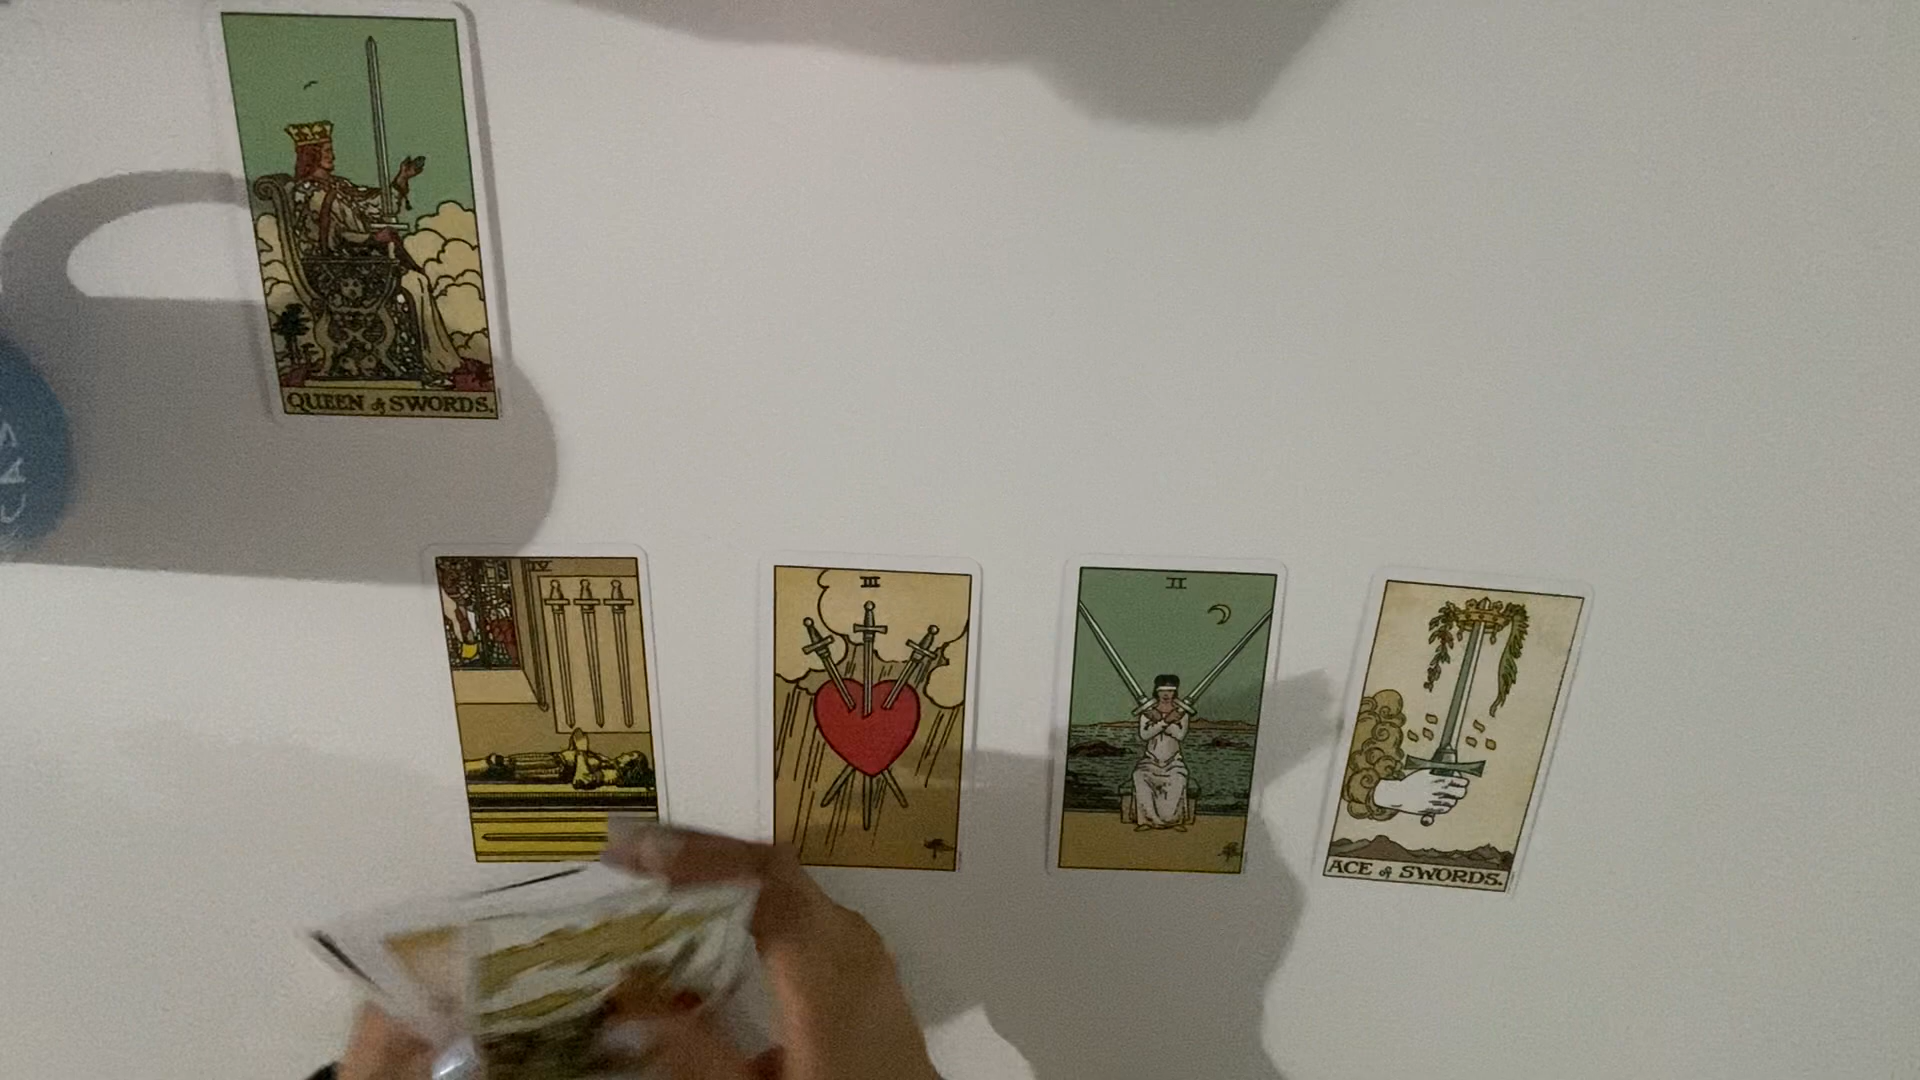 QUEEN of SWORDS.
IV
III
II
ACE of SWORDS.